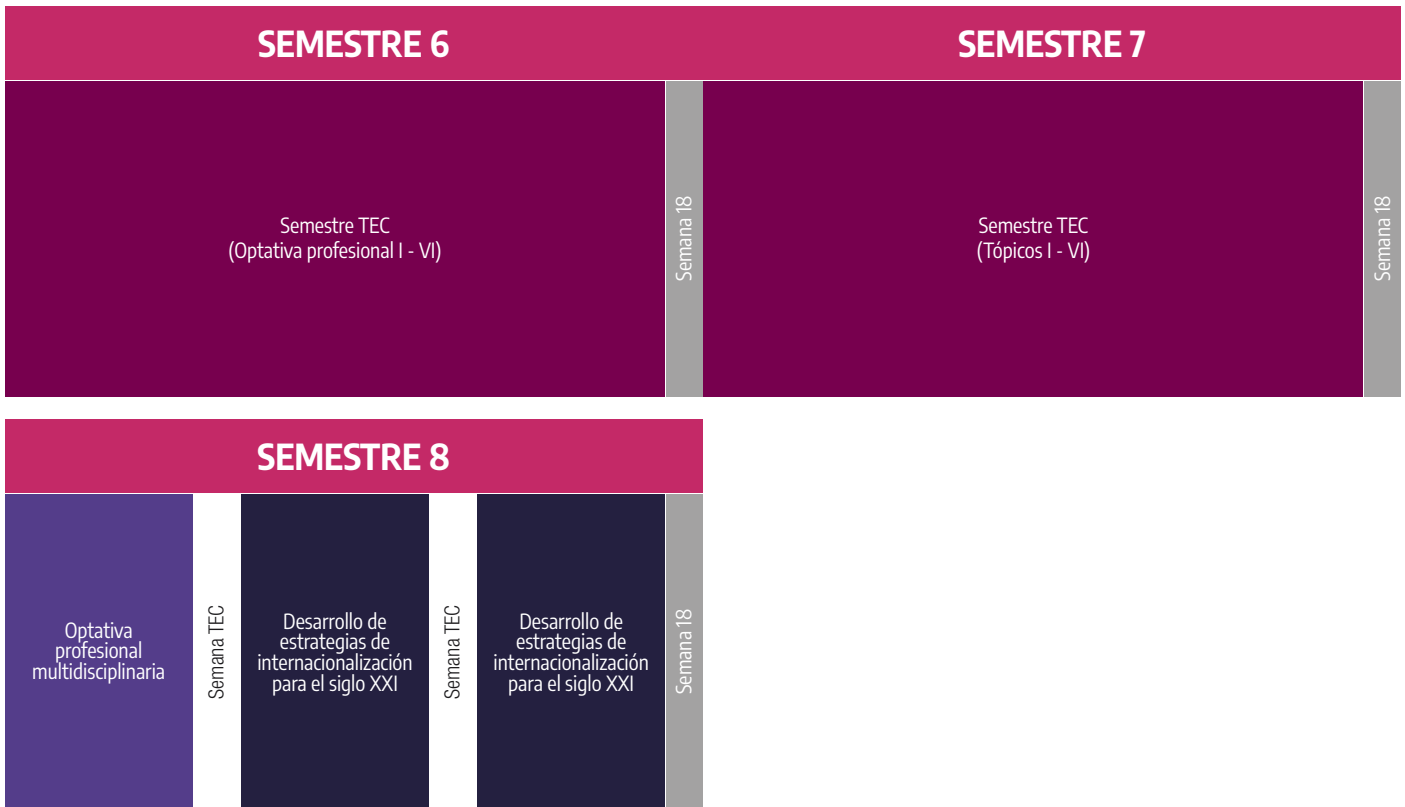 SEMESTRE 6
SEMESTRE 7
Semestre TEC
(Optativa profesional I - VI)
Semana 18
Semestre TEC
(Tópicos I - VI)
Semana 18
SEMESTRE 8
Optativa
profesional
multidisciplinaria
Semana TEC
Desarrollo de
estrategias de
internacionalización
para el siglo XXI
Semana TEC
Desarrollo de
estrategias de
internacionalización
para el siglo XXI
Semana 18